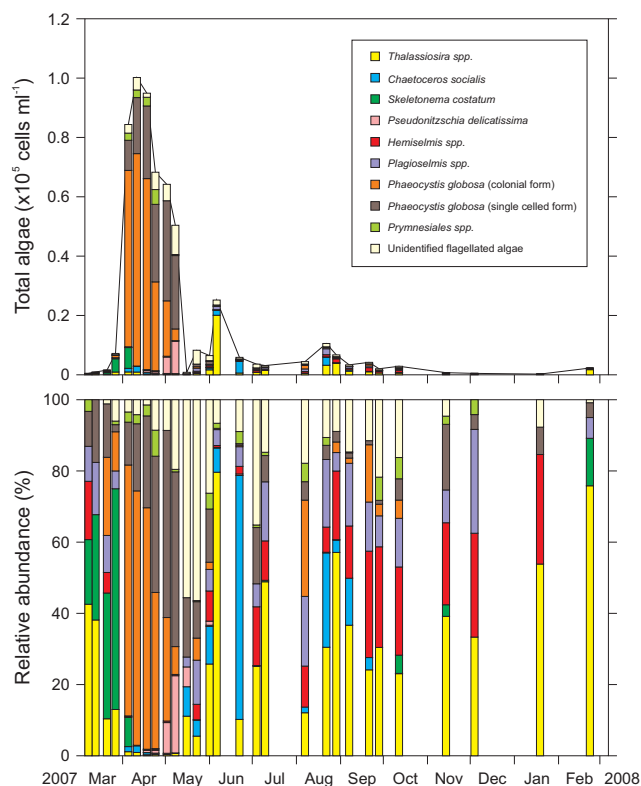 1.2
1.0
0.8
0.6
0.4
0.2
0
Total algae (x10⁵ cells ml⁻¹)
Thalassiosira spp.
Chaetoceros socialis
Skeletonema costatum
Pseudonitzschia delicatissima
Hemiselmis spp.
Plagioselmis spp.
Phaeocystis globosa (colonial form)
Phaeocystis globosa (single celled form)
Prymnesiales spp.
Unidentified flagellated algae
100
80
60
40
20
0
Relative abundance (%)
2007 Mar Apr May Jun Jul Aug Sep Oct Nov Dec Jan Feb 2008